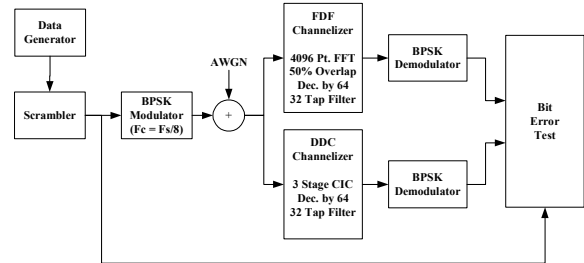 Data
Generator
Scrambler
BPSK
Modulator
(Fc = Fs/8)
AWGN
+
FDF
Channelizer
4096 Pt. FFT
50% Overlap
Dec. by 64
32 Tap Filter
DDC
Channelizer
3 Stage CIC
Dec. by 64
32 Tap Filter
BPSK
Demodulator
BPSK
Demodulator
Bit
Error
Test